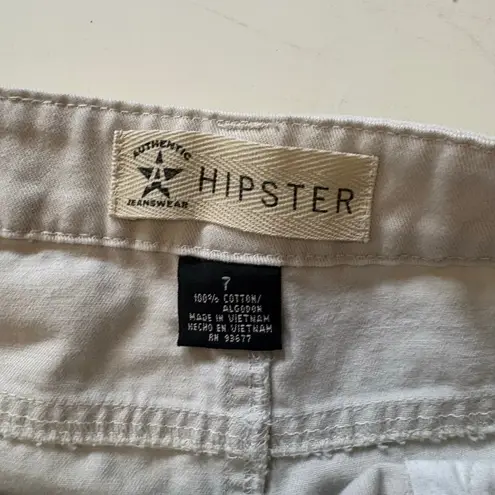 AUTHENTIC
A
JEANSWEAR
HIPSTER
7
100% COTTON/
ALGODON
MADE IN VIETNAM
HECHO EN VIETNAM
RN 93677